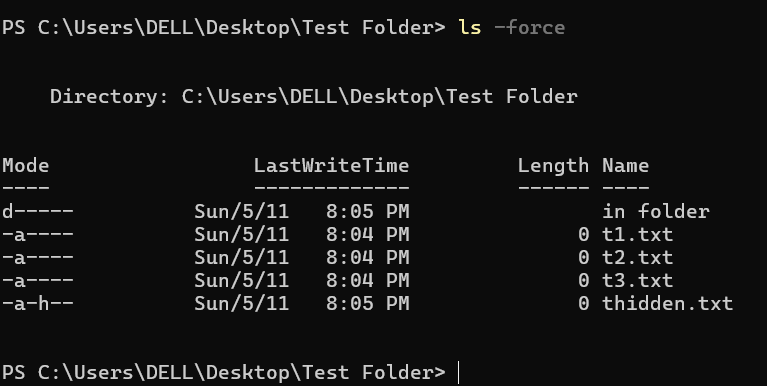 PS C:\Users\DELL\Desktop\Test Folder> ls -force
Directory: C:\Users\DELL\Desktop\Test Folder
Mode                LastWriteTime         Length Name
----                -------------         ------ ----
d-----          Sun/5/11   8:05 PM                in folder
-a----          Sun/5/11   8:04 PM              0 t1.txt
-a----          Sun/5/11   8:04 PM              0 t2.txt
-a----          Sun/5/11   8:04 PM              0 t3.txt
-a-h--          Sun/5/11   8:05 PM              0 thidden.txt
PS C:\Users\DELL\Desktop\Test Folder>